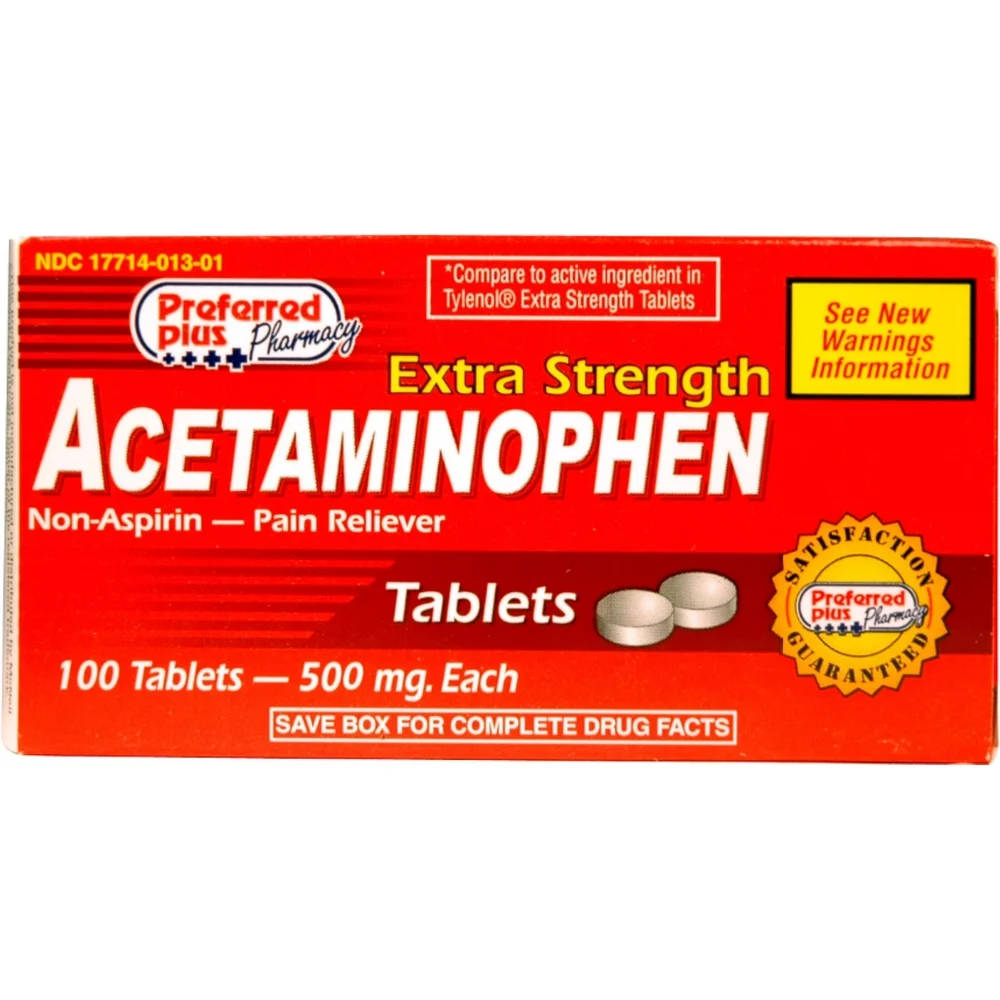 NDC 17714-013-01
Preferred
plus Pharmacy
*Compare to active ingredient in
Tylenol® Extra Strength Tablets
See New
Warnings
Information
Extra Strength
ACETAMINOPHEN
Non-Aspirin — Pain Reliever
Tablets
SATISFACTION
Preferred
plus Pharmacy
GUARANTEED
100 Tablets — 500 mg. Each
SAVE BOX FOR COMPLETE DRUG FACTS